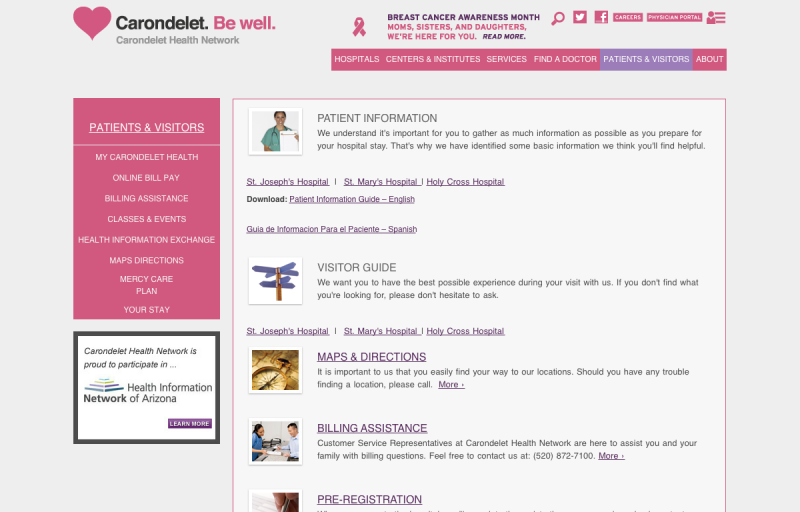 Carondelet. Be well.
Carondelet Health Network
BREAST CANCER AWARENESS MONTH
MOMS, SISTERS, AND DAUGHTERS,
WE'RE HERE FOR YOU. READ MORE.
CAREERS
PHYSICIAN PORTAL
HOSPITALS CENTERS & INSTITUTES SERVICES FIND A DOCTOR PATIENTS & VISITORS ABOUT
PATIENTS & VISITORS
MY CARONDELET HEALTH
ONLINE BILL PAY
BILLING ASSISTANCE
CLASSES & EVENTS
HEALTH INFORMATION EXCHANGE
MAPS DIRECTIONS
MERCY CARE
PLAN
YOUR STAY
Carondelet Health Network is
proud to participate in ...
Health Information
Network of Arizona
LEARN MORE
PATIENT INFORMATION
We understand it's important for you to gather as much information as possible as you prepare for
your hospital stay. That's why we have identified some basic information we think you'll find helpful.
St. Joseph's Hospital | St. Mary's Hospital | Holy Cross Hospital
Download: Patient Information Guide – English
Guia de Informacion Para el Paciente – Spanish
VISITOR GUIDE
We want you to have the best possible experience during your visit with us. If you don't find what
you're looking for, please don't hesitate to ask.
St. Joseph's Hospital | St. Mary's Hospital | Holy Cross Hospital
MAPS & DIRECTIONS
It is important to us that you easily find your way to our locations. Should you have any trouble
finding a location, please call. More ›
BILLING ASSISTANCE
Customer Service Representatives at Carondelet Health Network are here to assist you and your
family with billing questions. Feel free to contact us at: (520) 872-7100. More ›
PRE-REGISTRATION